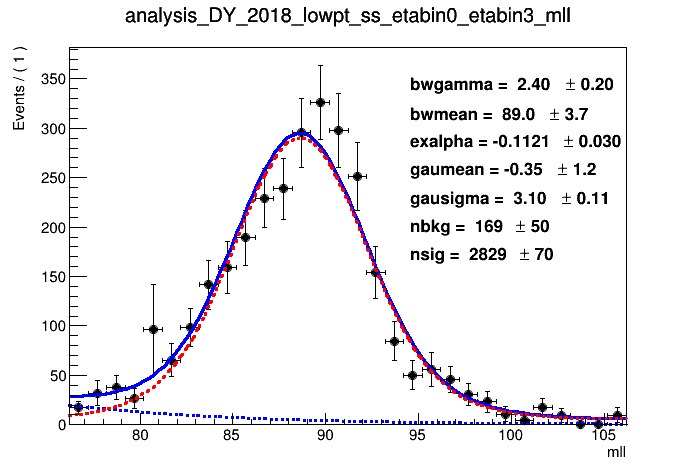 analysis_DY_2018_lowpt_ss_etabin0_etabin3_mll
Events / ( 1 )
350
300
250
200
150
100
50
0
bwgamma = 2.40 ± 0.20
bwmean = 89.0 ± 3.7
exalpha = -0.1121 ± 0.030
gaumean = -0.35 ± 1.2
gausigma = 3.10 ± 0.11
nbkg = 169 ± 50
nsig = 2829 ± 70
80 85 90 95 100 105
mll